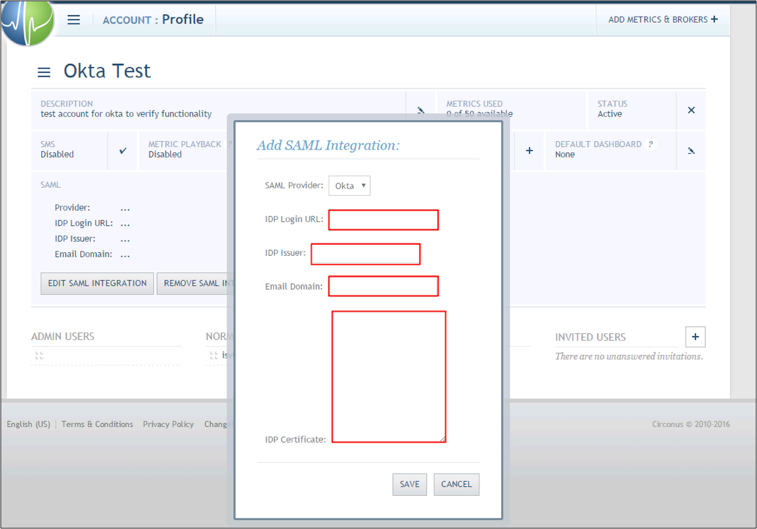 ACCOUNT : Profile
ADD METRICS & BROKERS +
Okta Test
DESCRIPTION
test account for okta to verify functionality
METRICS USED
0 of 50 available
STATUS
Active
SMS
Disabled
METRIC PLAYBACK ?
Disabled
DEFAULT DASHBOARD ?
None
SAML
Provider: ...
IDP Login URL: ...
IDP Issuer: ...
Email Domain: ...
EDIT SAML INTEGRATION
REMOVE SAML IN
Add SAML Integration:
SAML Provider: Okta
IDP Login URL:
IDP Issuer:
Email Domain:
IDP Certificate:
SAVE
CANCEL
ADMIN USERS
NORM
INVITED USERS
+
There are no unanswered invitations.
English (US) | Terms & Conditions Privacy Policy Chang
Circonus © 2010-2016